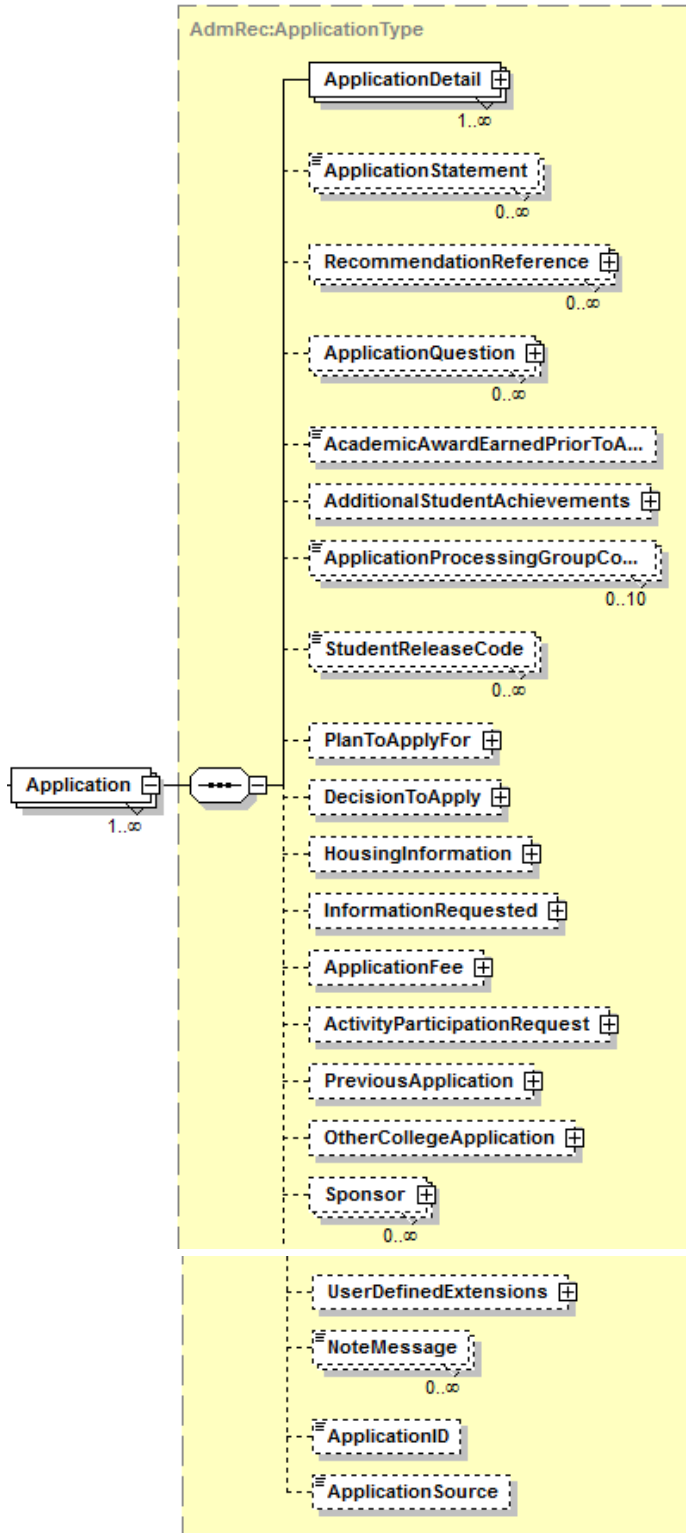 AdmRec:ApplicationType
ApplicationDetail
1..∞
ApplicationStatement
0..∞
RecommendationReference
0..∞
ApplicationQuestion
0..∞
AcademicAwardEarnedPriorToA...
AdditionalStudentAchievements
ApplicationProcessingGroupCo...
0..10
StudentReleaseCode
0..∞
PlanToApplyFor
Application
1..∞
DecisionToApply
HousingInformation
InformationRequested
ApplicationFee
ActivityParticipationRequest
PreviousApplication
OtherCollegeApplication
Sponsor
0..∞
UserDefinedExtensions
NoteMessage
0..∞
ApplicationID
ApplicationSource